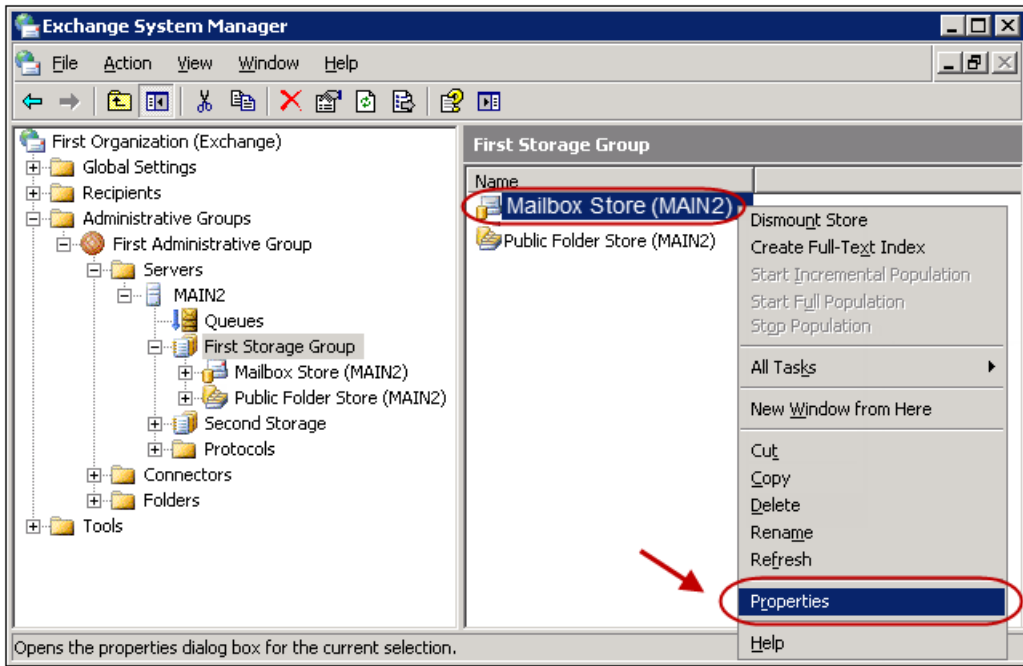 Exchange System Manager
File Action View Window Help
First Organization (Exchange)
Global Settings
Recipients
Administrative Groups
First Administrative Group
Servers
MAIN2
Queues
First Storage Group
Mailbox Store (MAIN2)
Public Folder Store (MAIN2)
Second Storage
Protocols
Connectors
Folders
Tools
First Storage Group
Name
Mailbox Store (MAIN2)
Public Folder Store (MAIN2)
Dismount Store
Create Full-Text Index
Start Incremental Population
Start Full Population
Stop Population
All Tasks
New Window from Here
Cut
Copy
Delete
Rename
Refresh
Properties
Help
Opens the properties dialog box for the current selection.